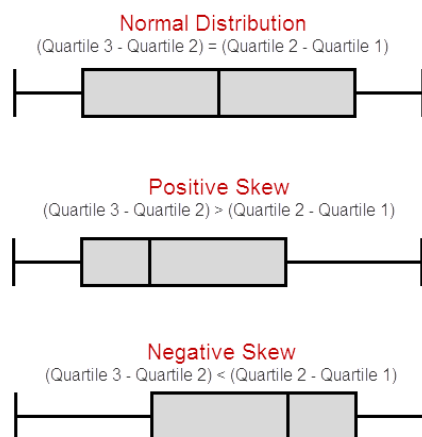 Normal Distribution
(Quartile 3 - Quartile 2) = (Quartile 2 - Quartile 1)
Positive Skew
(Quartile 3 - Quartile 2) > (Quartile 2 - Quartile 1)
Negative Skew
(Quartile 3 - Quartile 2) < (Quartile 2 - Quartile 1)